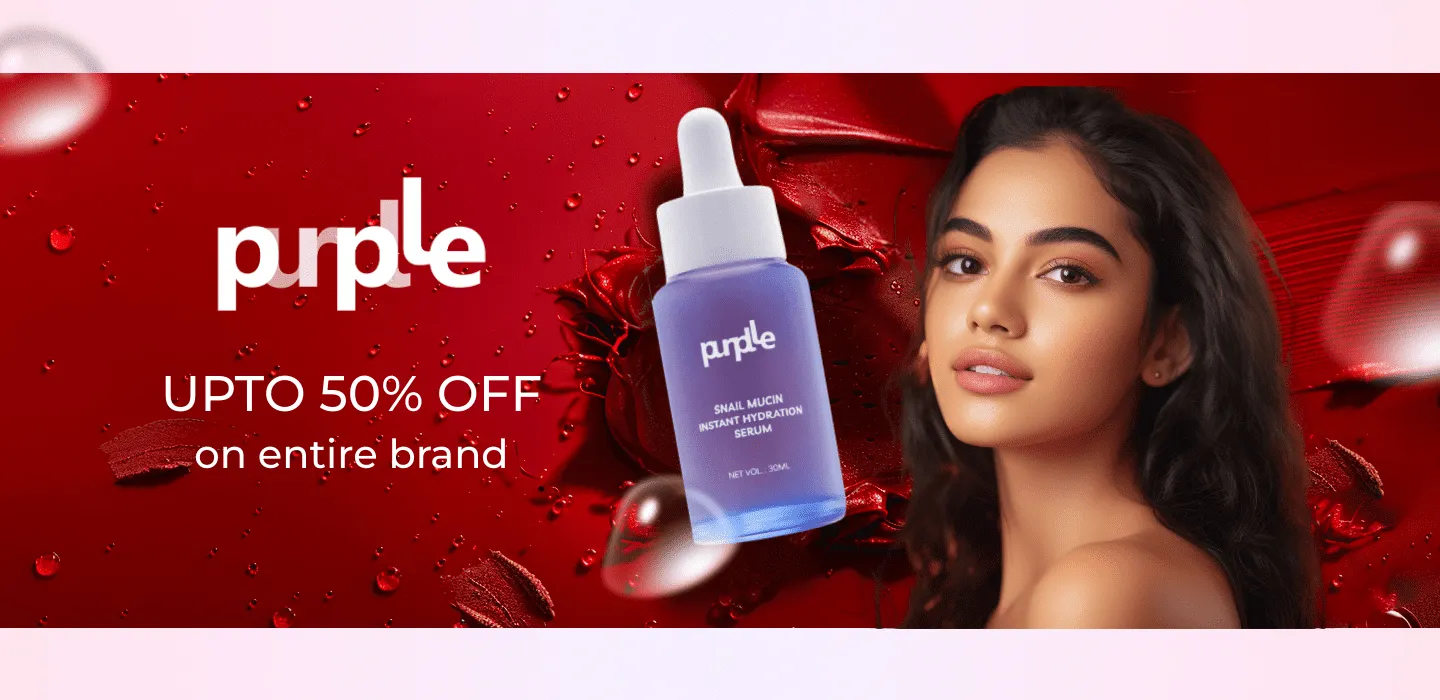 purplle
UPTO 50% OFF
on entire brand
purplle
SNAIL MUCIN
INSTANT HYDRATION
SERUM
NET VOL. : 30ML